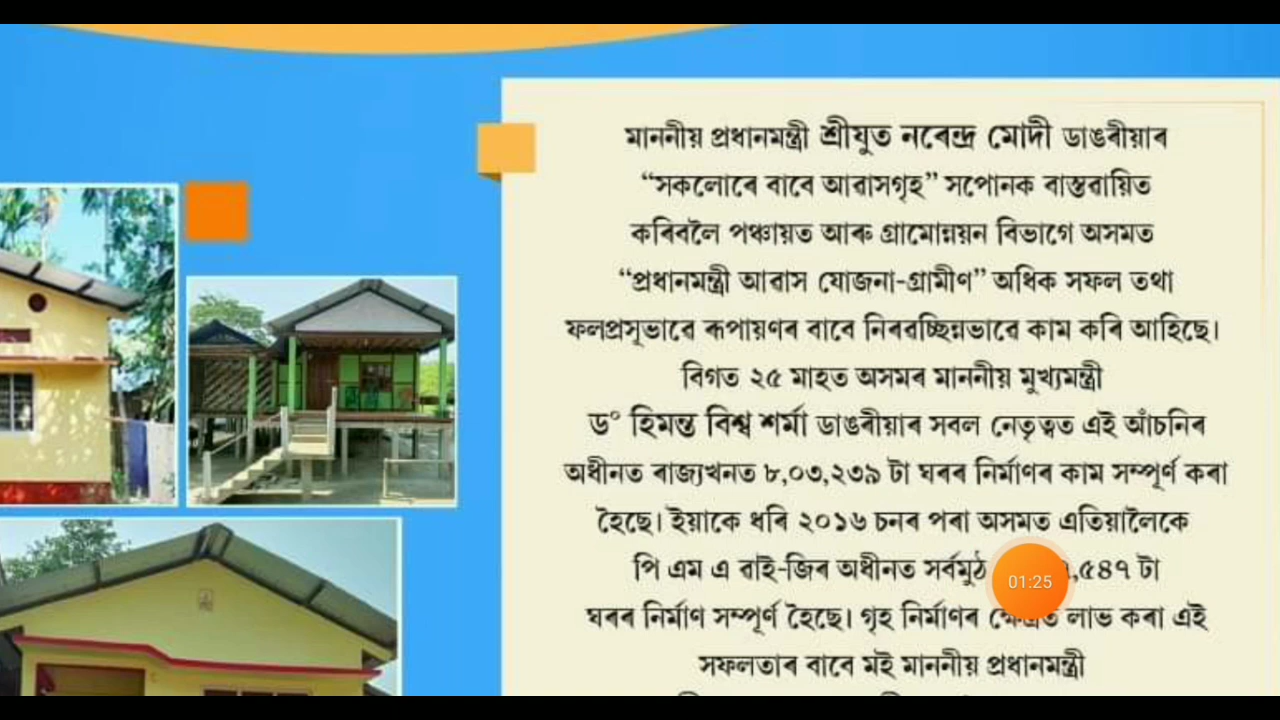 মাননীয় প্ৰধানমন্ত্ৰী শ্ৰীযুত নৰেন্দ্ৰ মোদী ডাঙৰীয়াৰ
“সকলোৰে বাবে আৱাসগৃহ” সপোনক বাস্তৱায়িত
কৰিবলৈ পঞ্চায়ত আৰু গ্ৰামোন্নয়ন বিভাগে অসমত
“প্ৰধানমন্ত্ৰী আৱাস যোজনা-গ্ৰামীণ” অধিক সফল তথা
ফলপ্ৰসূভাৱে ৰূপায়ণৰ বাবে নিৰৱচ্ছিন্নভাৱে কাম কৰি আহিছে।
বিগত ২৫ মাহত অসমৰ মাননীয় মুখ্যমন্ত্ৰী
ড° হিমন্ত বিশ্ব শৰ্মা ডাঙৰীয়াৰ সবল নেতৃত্বত এই আঁচনিৰ
অধীনত ৰাজ্যখনত ৮,০৩,২৩৯ টা ঘৰৰ নিৰ্মাণৰ কাম সম্পূৰ্ণ কৰা
হৈছে। ইয়াকে ধৰি ২০১৬ চনৰ পৰা অসমত এতিয়ালৈকে
পি এম এ ৱাই-জিৰ অধীনত সৰ্বমুঠ ,৫৪৭ টা
01:25
ঘৰৰ নিৰ্মাণ সম্পূৰ্ণ হৈছে। গৃহ নিৰ্মাণৰ ক্ষেত্ৰত লাভ কৰা এই
সফলতাৰ বাবে মই মাননীয় প্ৰধানমন্ত্ৰী